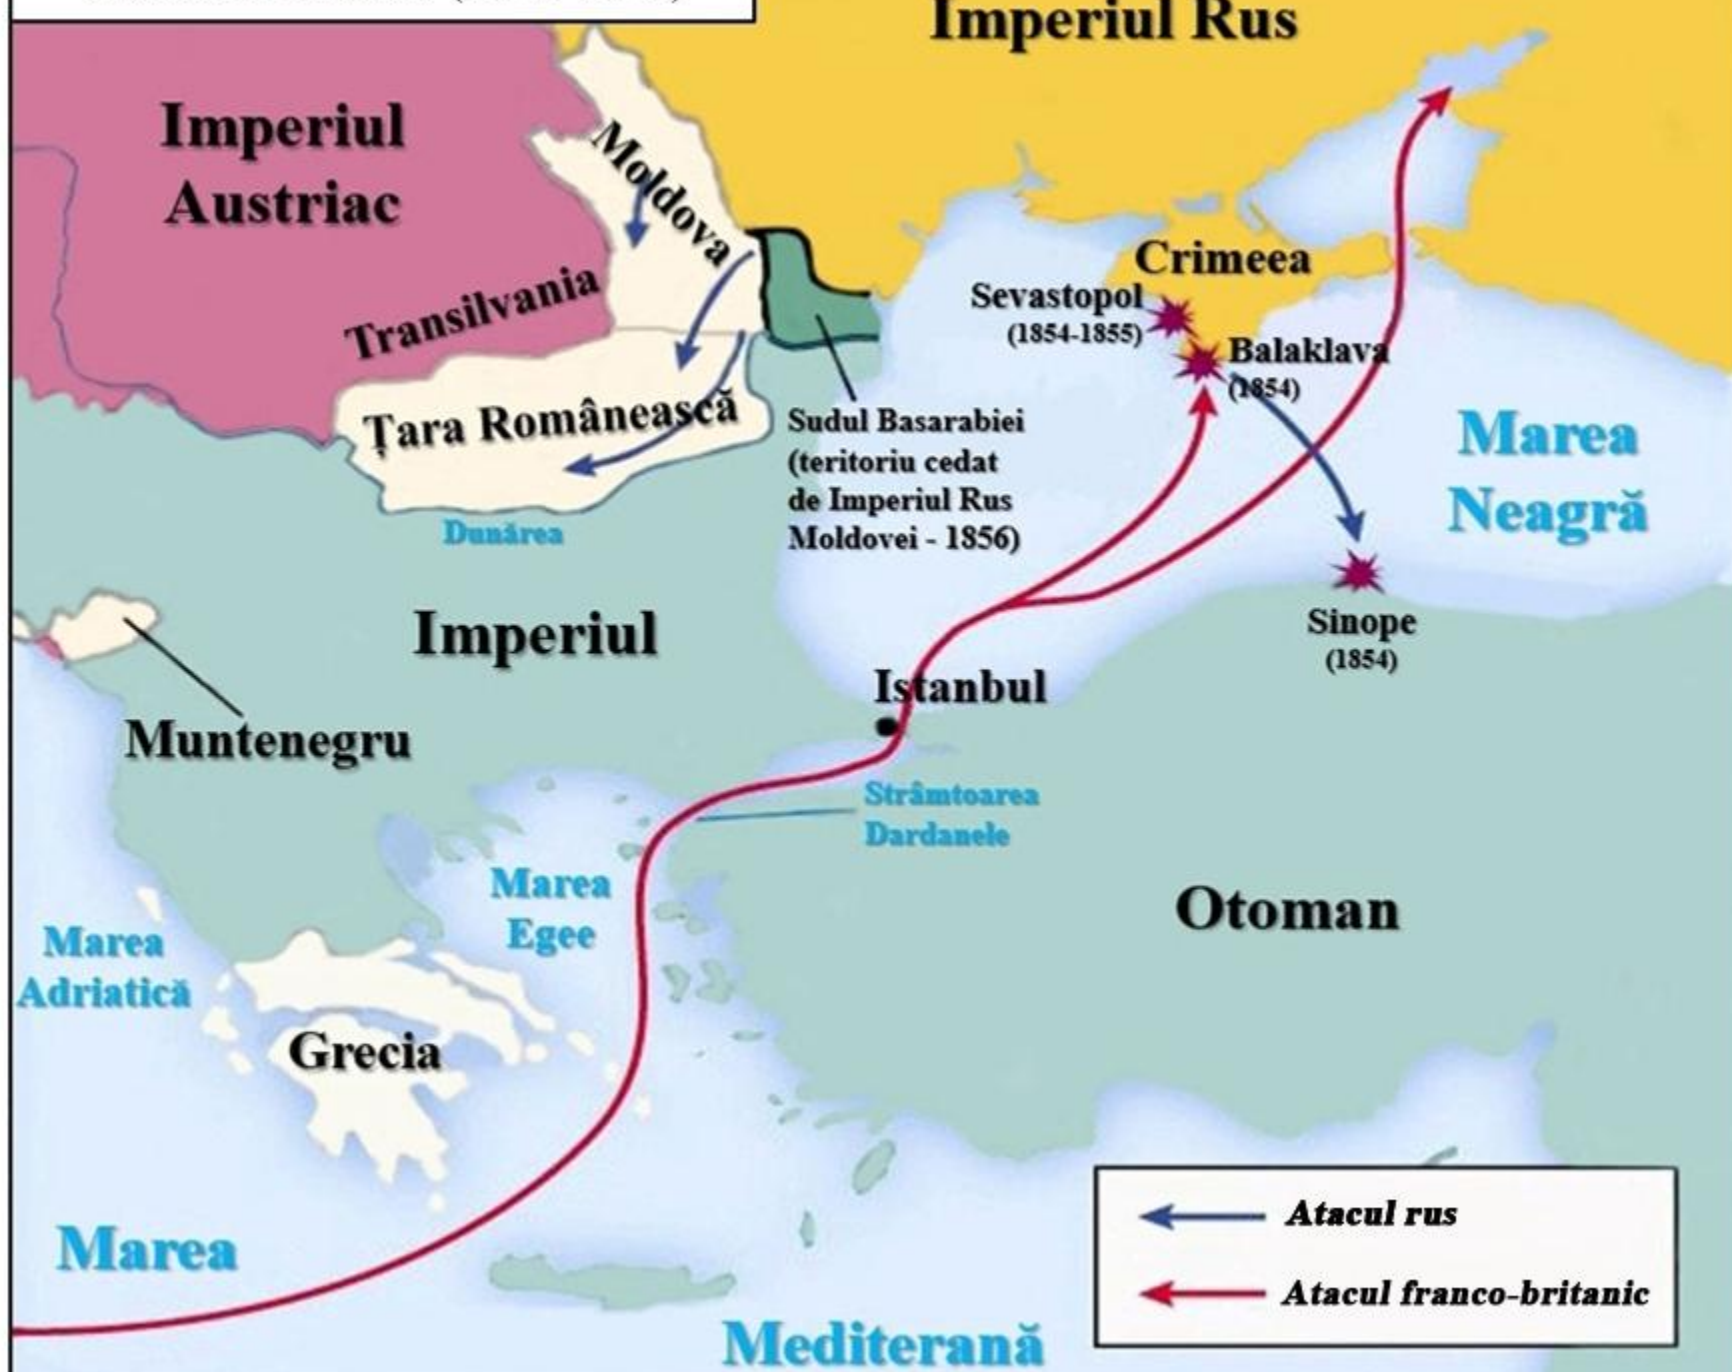 Imperiul Rus
Imperiul
Austriac
Moldova
Transilvania
Țara Românească
Crimeea
Sevastopol
(1854-1855)
Balaklava
(1854)
Sudul Basarabiei
(teritoriu cedat
de Imperiul Rus
Moldovei - 1856)
Marea
Neagră
Dunărea
Sinope
(1854)
Imperiul
Istanbul
Muntenegru
Strâmtoarea
Dardanele
Marea
Egee
Otoman
Marea
Adriatică
Grecia
Marea
Mediterană
Atacul rus
Atacul franco-britanic